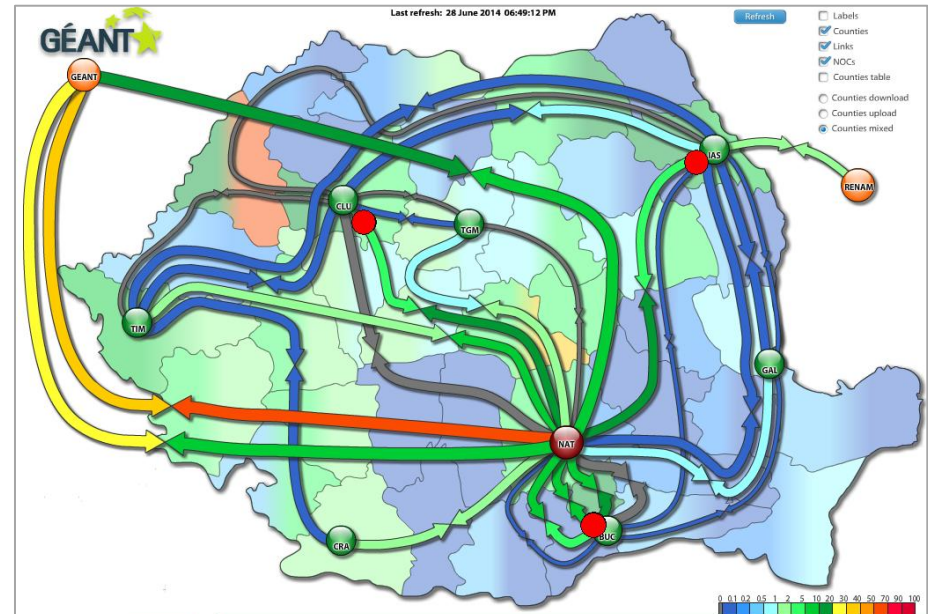 Last refresh: 28 June 2014 06:49:12 PM
Refresh
Labels
Counties
Links
NOCs
Counties table
Counties download
Counties upload
Counties mixed
GÉANT
GEANT
IAS
RENAM
CLU
TGM
TIM
GAL
NAT
BUC
CRA
0 0.1 0.2 0.5 1 2 5 10 20 30 40 50 70 90 100